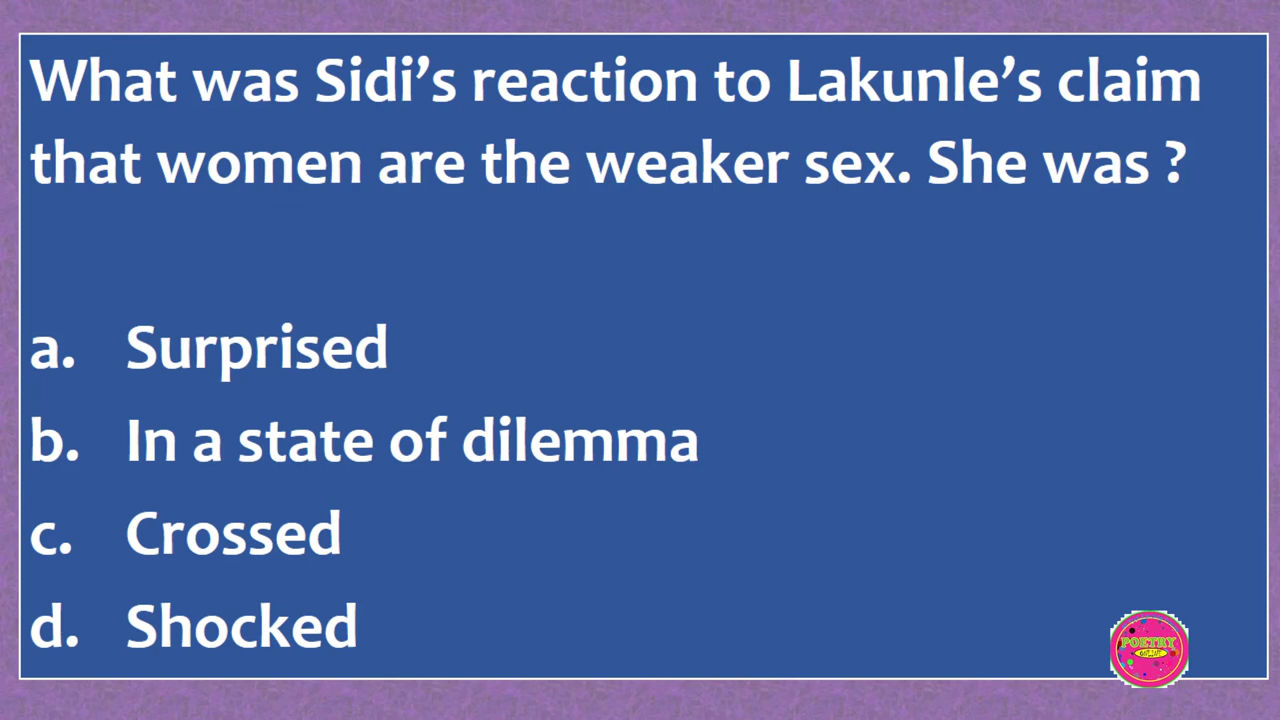 What was Sidi’s reaction to Lakunle’s claim
that women are the weaker sex. She was ?
a. Surprised
b. In a state of dilemma
c. Crossed
d. Shocked
POETRY